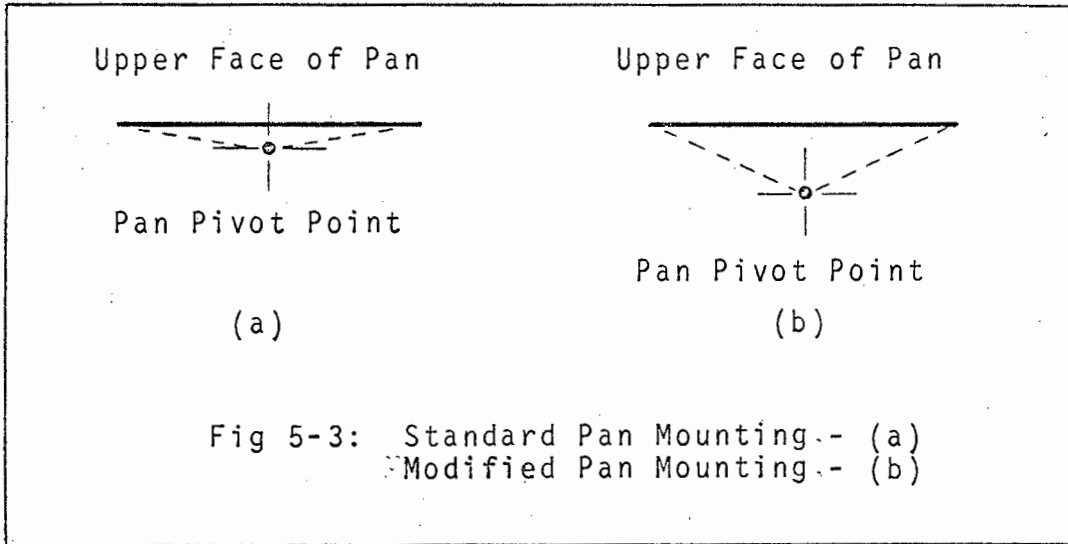 Upper Face of Pan
Upper Face of Pan
Pan Pivot Point
Pan Pivot Point
(a)
(b)
Fig 5-3: Standard Pan Mounting - (a)
Modified Pan Mounting - (b)